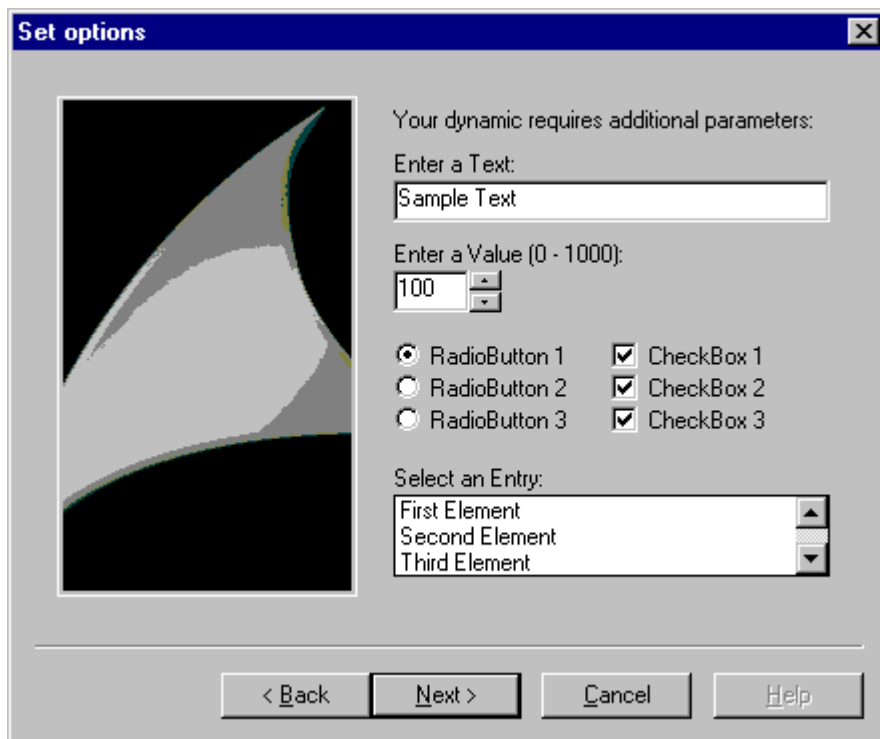 Set options
Your dynamic requires additional parameters:
Enter a Text:
Sample Text
Enter a Value (0 - 1000):
100
RadioButton 1 CheckBox 1
RadioButton 2 CheckBox 2
RadioButton 3 CheckBox 3
Select an Entry:
First Element
Second Element
Third Element
< Back Next > Cancel Help